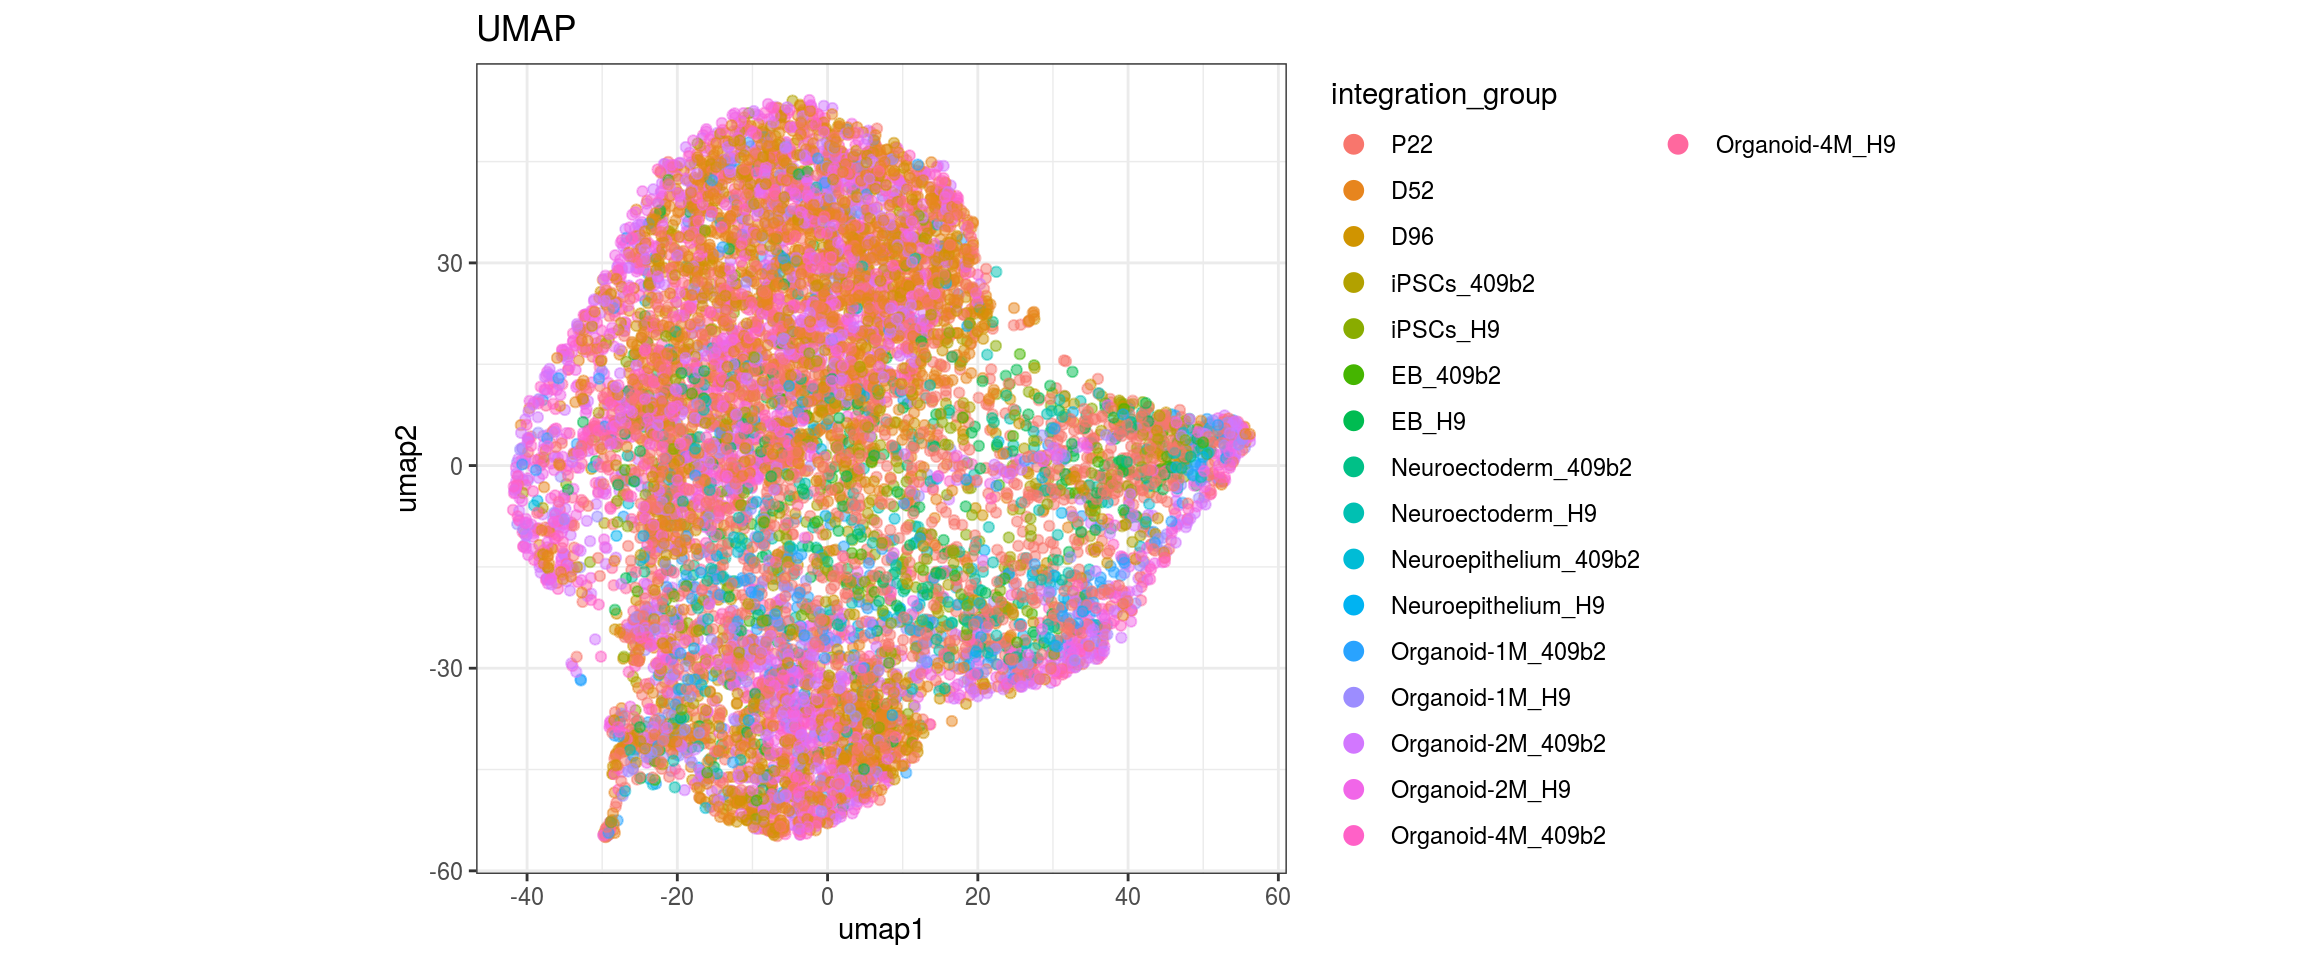 UMAP
integration_group
P22
Organoid-4M_H9
D52
D96
iPSCs_409b2
iPSCs_H9
EB_409b2
EB_H9
Neuroectoderm_409b2
Neuroectoderm_H9
Neuroepithelium_409b2
Neuroepithelium_H9
Organoid-1M_409b2
Organoid-1M_H9
Organoid-2M_409b2
Organoid-2M_H9
Organoid-4M_409b2
umap2
30
0
-30
-60
-40 -20 0 20 40 60
umap1